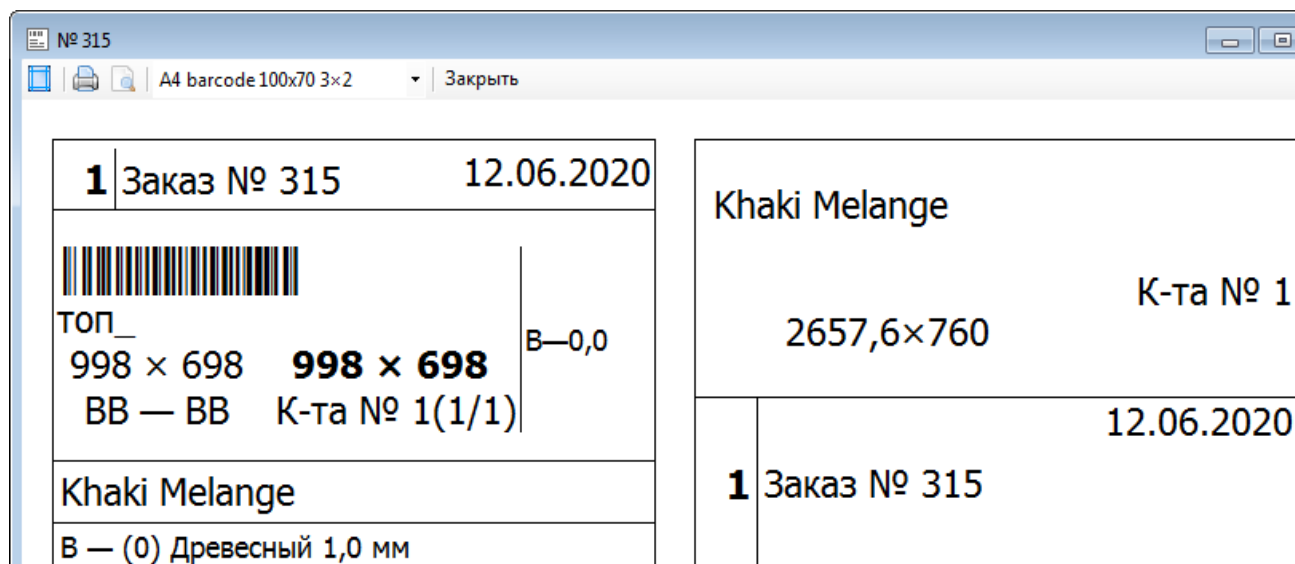 № 315
A4 barcode 100x70 3×2 Закрыть
1 Заказ № 315 12.06.2020
топ_
998 × 698 998 × 698
ВВ — ВВ К-та № 1(1/1)
В—0,0
Khaki Melange
В — (0) Древесный 1,0 мм
Khaki Melange
К-та № 1
2657,6×760
12.06.2020
1 Заказ № 315